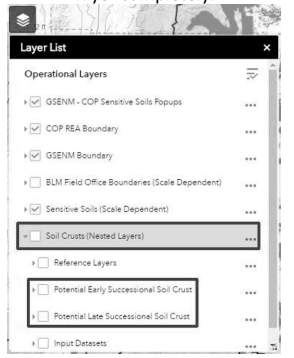 Layer List
Operational Layers
GSENM - COP Sensitive Soils Popups
COP REA Boundary
GSENM Boundary
BLM Field Office Boundaries (Scale Dependent)
Sensitive Soils (Scale Dependent)
Soil Crusts (Nested Layers)
Reference Layers
Potential Early Successional Soil Crust
Potential Late Successional Soil Crust
Input Datasets